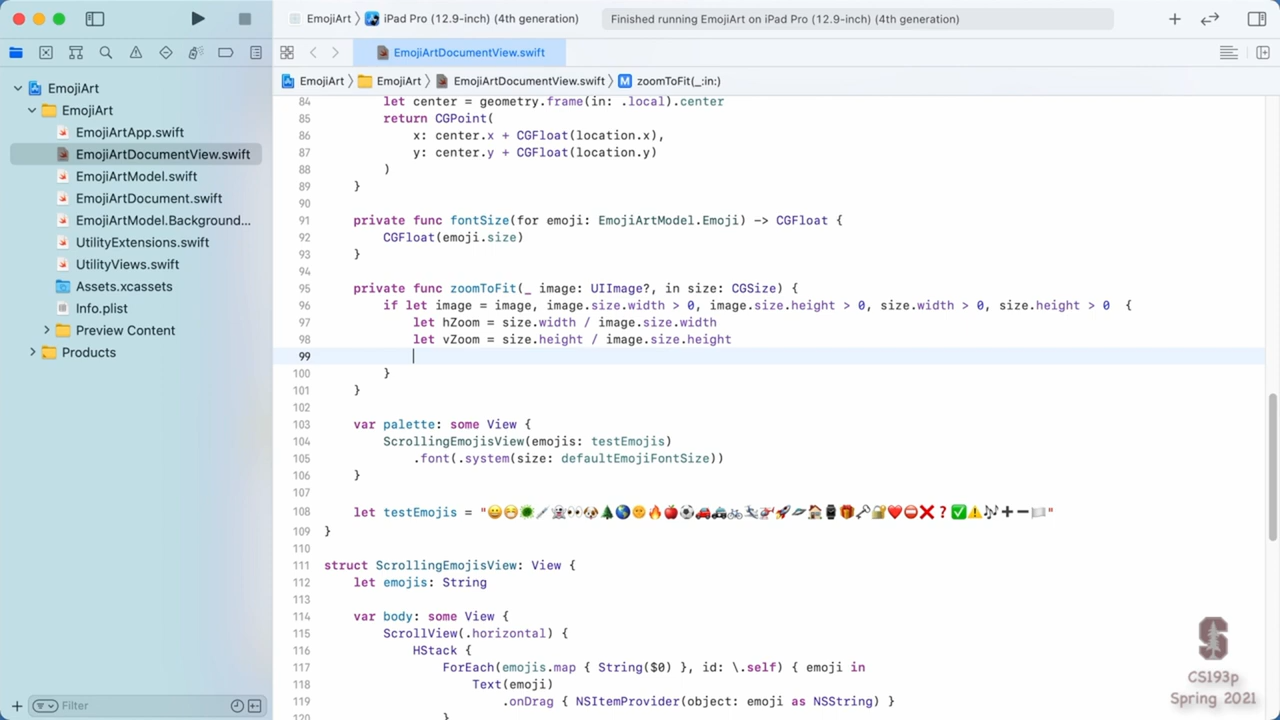 EmojiArt 〉 iPad Pro (12.9-inch) (4th generation)
Finished running EmojiArt on iPad Pro (12.9-inch) (4th generation)
EmojiArtDocumentView.swift
EmojiArt 〉 EmojiArt 〉 EmojiArtDocumentView.swift 〉 M zoomToFit(_:in:)
EmojiArt
EmojiArt
EmojiArtApp.swift
EmojiArtDocumentView.swift
EmojiArtModel.swift
EmojiArtDocument.swift
EmojiArtModel.Background...
UtilityExtensions.swift
UtilityViews.swift
Assets.xcassets
Info.plist
Preview Content
Products
Filter
84 let center = geometry.frame(in: .local).center
85 return CGPoint(
86 x: center.x + CGFloat(location.x),
87 y: center.y + CGFloat(location.y)
88 )
89 }
90
91 private func fontSize(for emoji: EmojiArtModel.Emoji) -> CGFloat {
92 CGFloat(emoji.size)
93 }
94
95 private func zoomToFit(_ image: UIImage?, in size: CGSize) {
96 if let image = image, image.size.width > 0, image.size.height > 0, size.width > 0, size.height > 0  {
97 let hZoom = size.width / image.size.width
98 let vZoom = size.height / image.size.height
99
100 }
101 }
102
103 var palette: some View {
104 ScrollingEmojisView(emojis: testEmojis)
105 .font(.system(size: defaultEmojiFontSize))
106 }
107
108 let testEmojis = "😀😷🦠💉👻👀🐶🌲🌎🌞🔥🍎⚽️🚗🚓🚲🛩🚁🚀🛸🏠⌚️🎁🗝🔐❤️⛔️❌❓✅⚠️🎶➕➖🏳️"
109 }
110
111 struct ScrollingEmojisView: View {
112 let emojis: String
113
114 var body: some View {
115 ScrollView(.horizontal) {
116 HStack {
117 ForEach(emojis.map { String($0) }, id: \.self) { emoji in
118 Text(emoji)
119 .onDrag { NSItemProvider(object: emoji as NSString) }
120 }
CS193p
Spring 2021